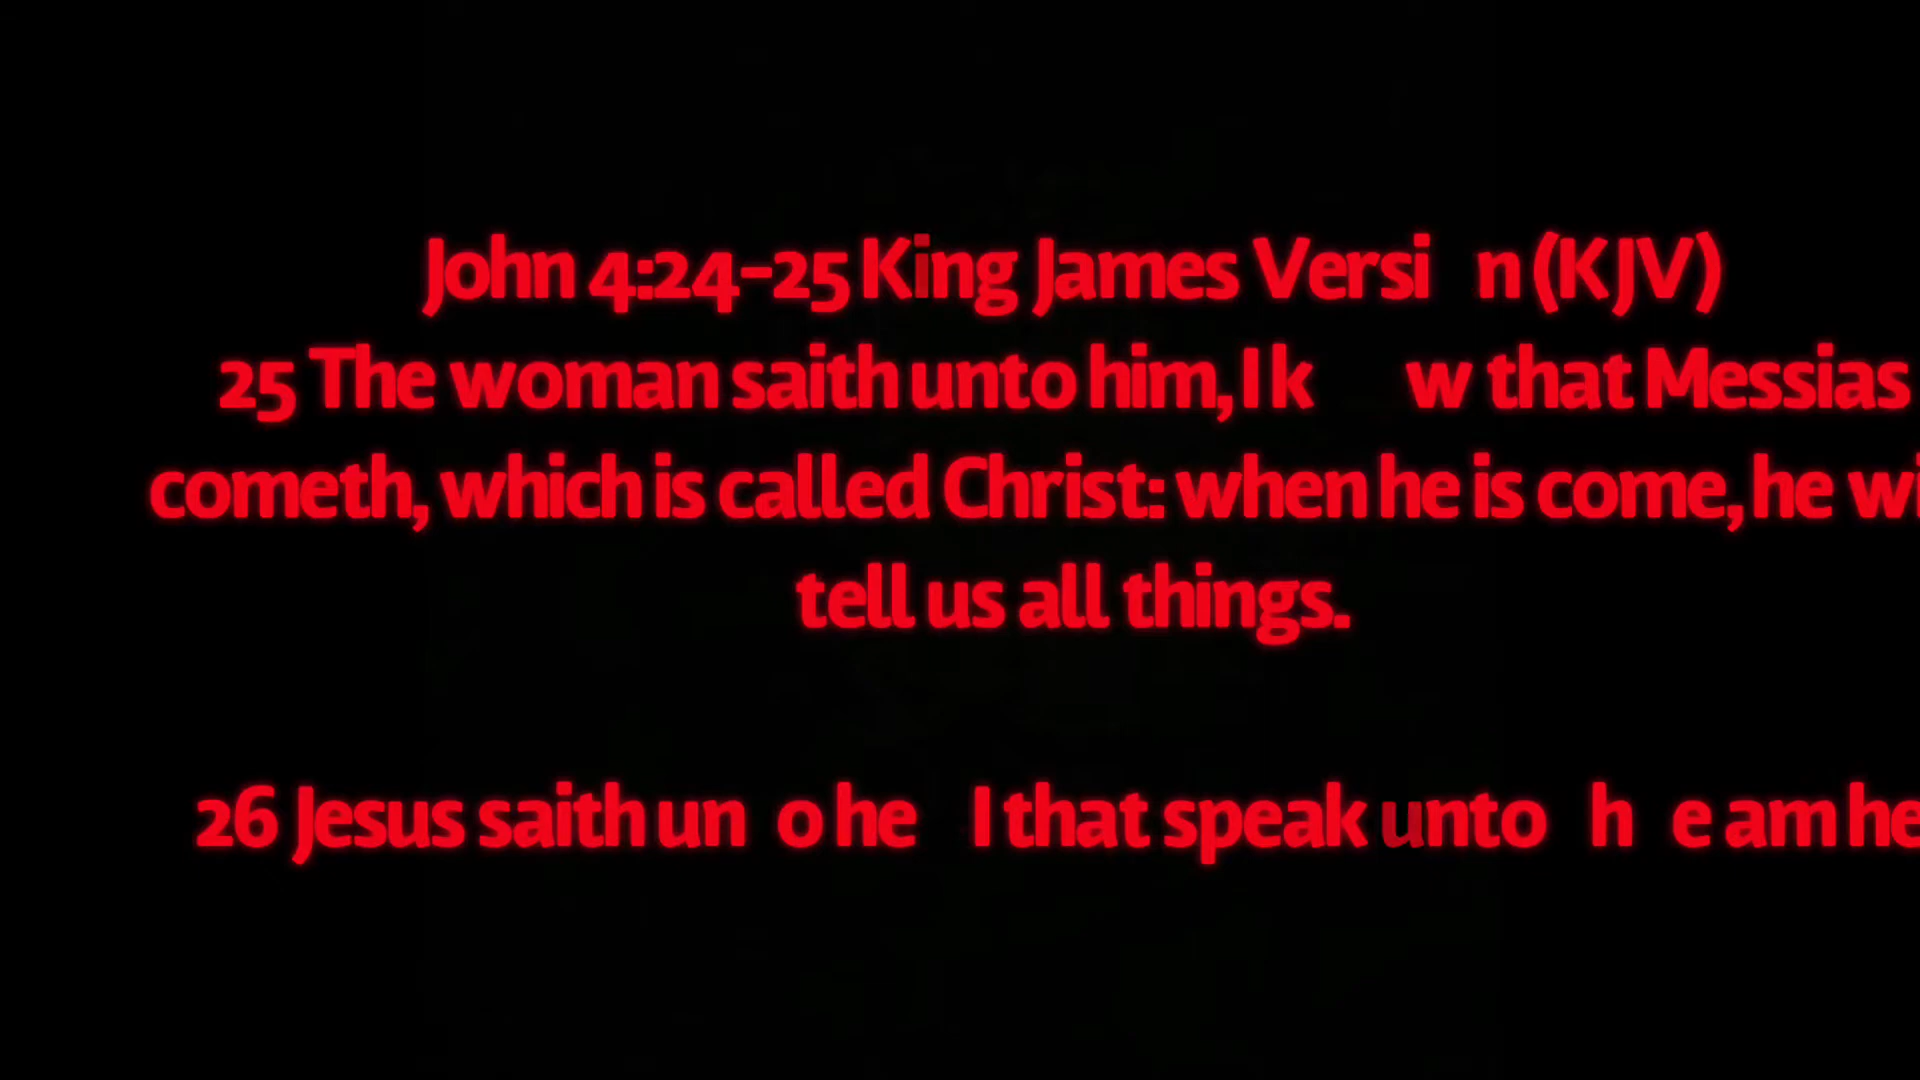 John 4:24-25 King James Versi n (KJV)
25 The woman saith unto him, I k w that Messias
cometh, which is called Christ: when he is come, he wi
tell us all things.
26 Jesus saith un o he I that speak unto h e am he